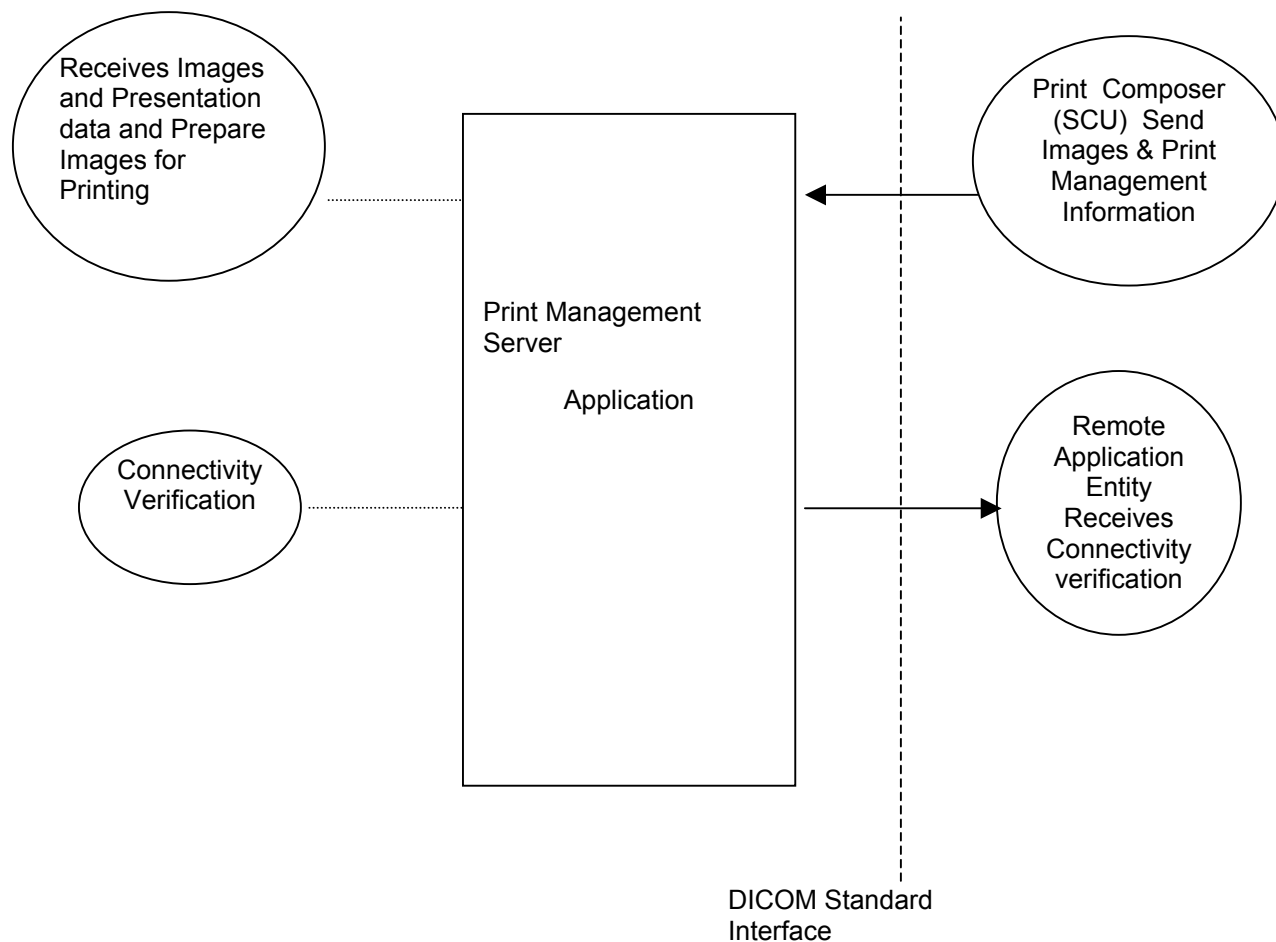 Receives Images
and Presentation
data and Prepare
Images for
Printing
Print Composer
(SCU) Send
Images & Print
Management
Information
Print Management
Server
Application
Connectivity
Verification
Remote
Application
Entity
Receives
Connectivity
verification
DICOM Standard
Interface